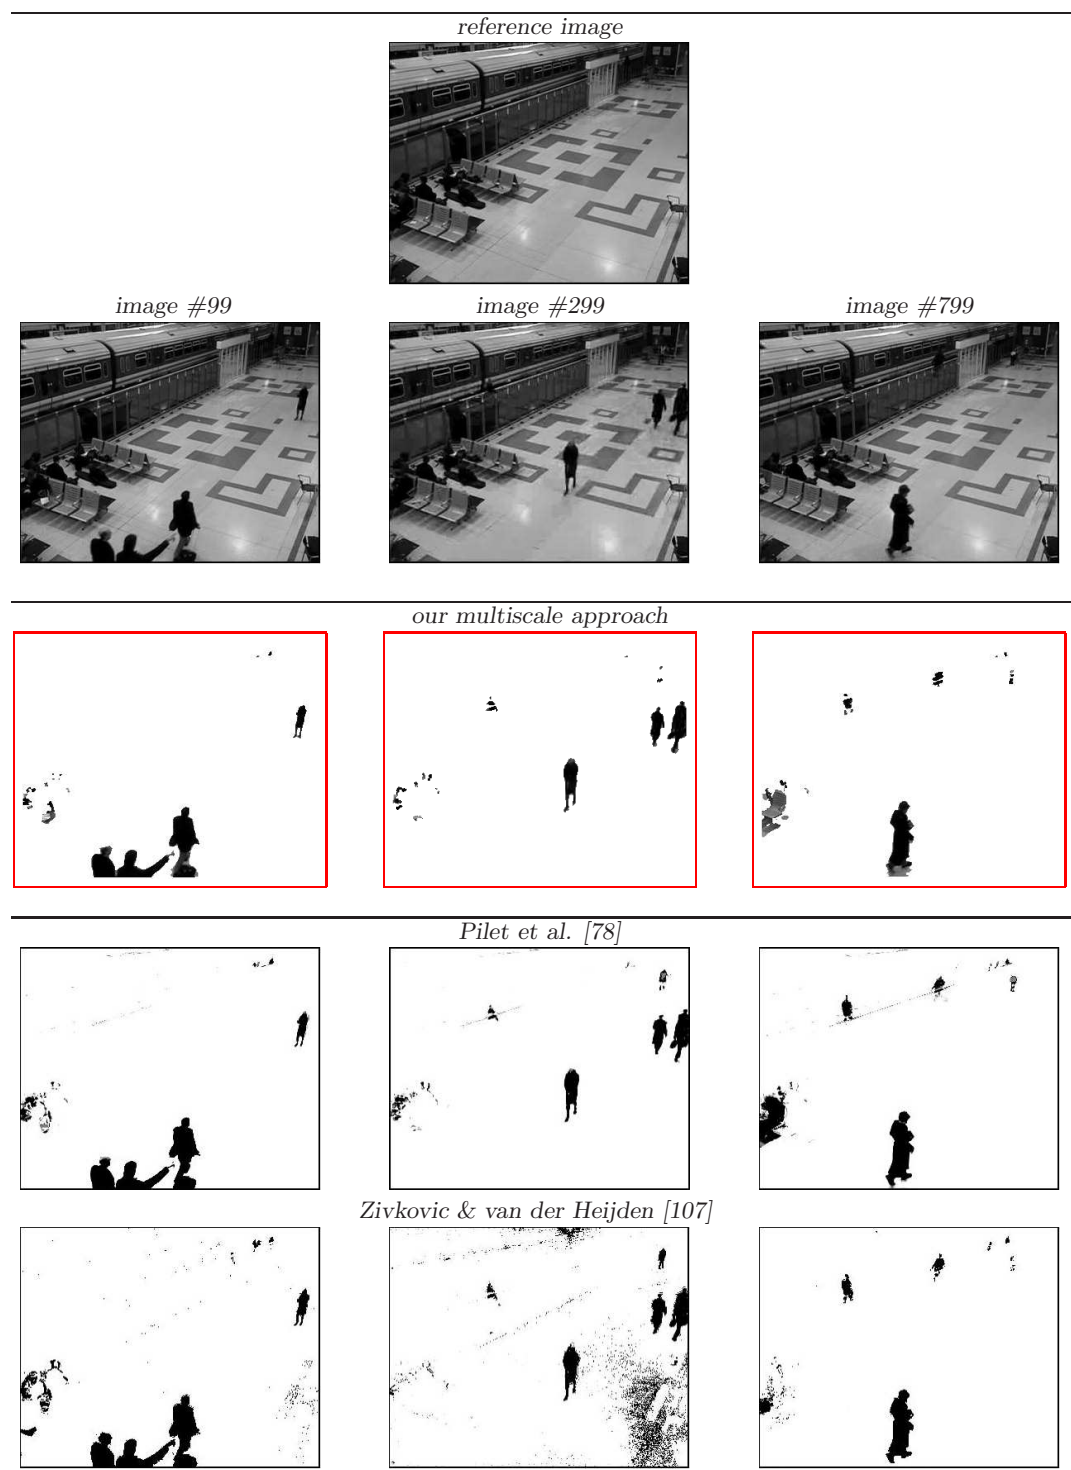 reference image
image #99
image #299
image #799
our multiscale approach
Pilet et al. [78]
Zivkovic & van der Heijden [107]